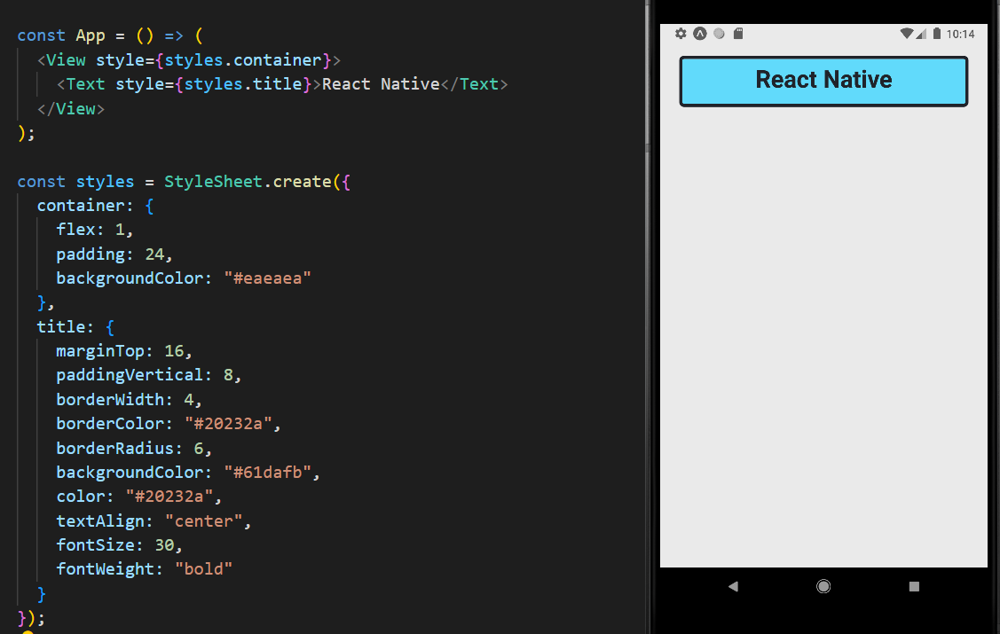 const App = () => (
  <View style={styles.container}>
    <Text style={styles.title}>React Native</Text>
  </View>
);

const styles = StyleSheet.create({
  container: {
    flex: 1,
    padding: 24,
    backgroundColor: "#eaeaea"
  },
  title: {
    marginTop: 16,
    paddingVertical: 8,
    borderWidth: 4,
    borderColor: "#20232a",
    borderRadius: 6,
    backgroundColor: "#61dafb",
    color: "#20232a",
    textAlign: "center",
    fontSize: 30,
    fontWeight: "bold"
  }
});
10:14
React Native